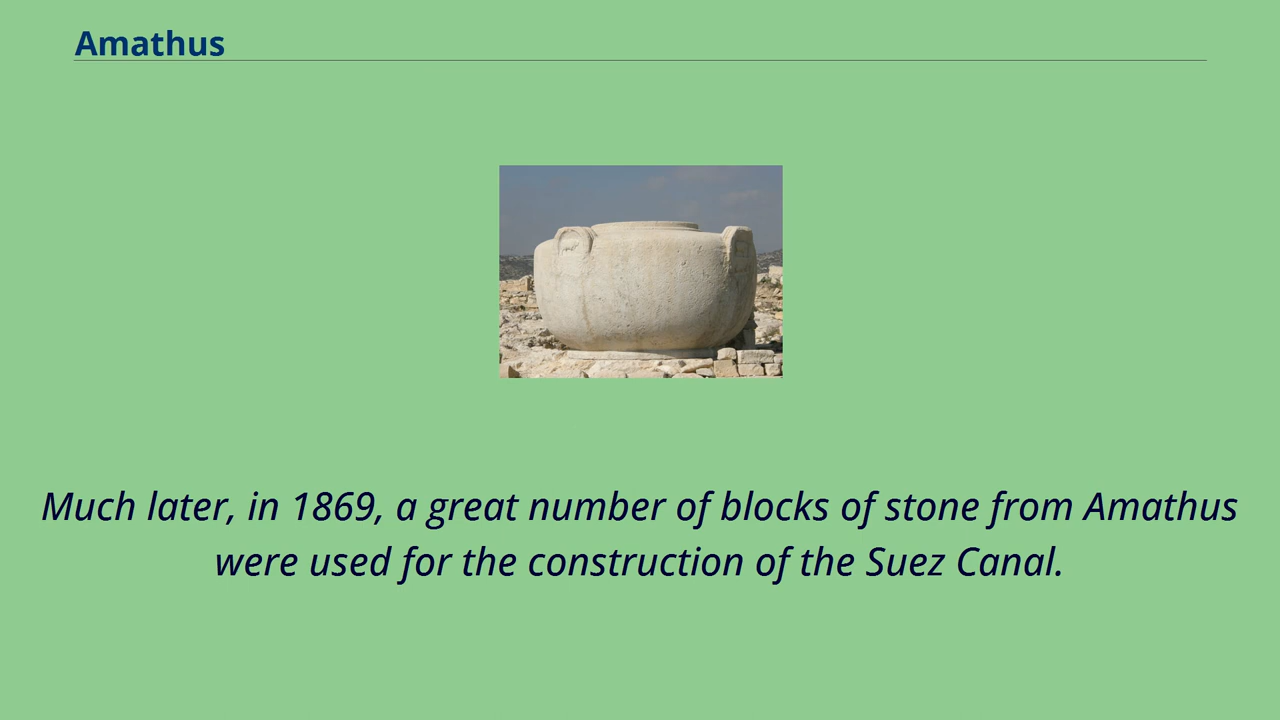 Amathus
Much later, in 1869, a great number of blocks of stone from Amathus
were used for the construction of the Suez Canal.